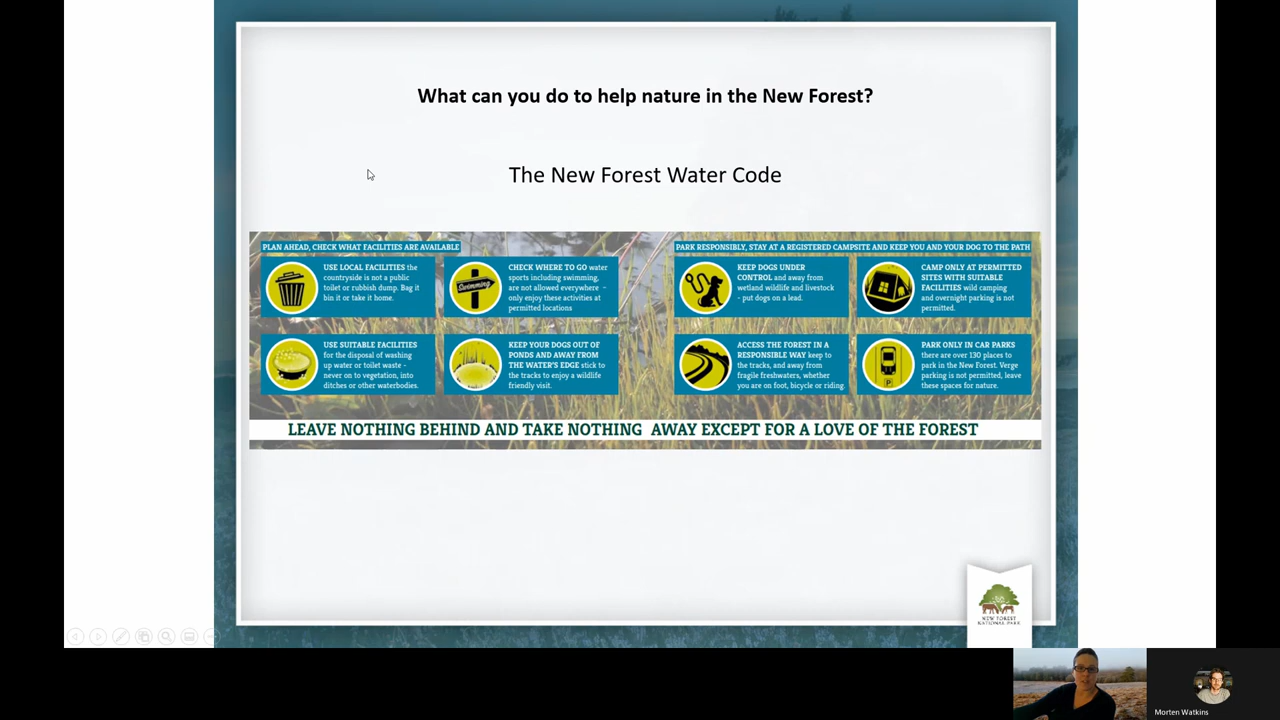 What can you do to help nature in the New Forest?
The New Forest Water Code
PLAN AHEAD, CHECK WHAT FACILITIES ARE AVAILABLE
USE LOCAL FACILITIES the
countryside is not a public
toilet or rubbish dump. Bag it
bin it or take it home.
CHECK WHERE TO GO water
sports including swimming,
are not allowed everywhere -
only enjoy these activities at
permitted locations
Swimming
USE SUITABLE FACILITIES
for the disposal of washing
up water or toilet waste -
never on to vegetation, into
ditches or other waterbodies.
KEEP YOUR DOGS OUT OF
PONDS AND AWAY FROM
THE WATER'S EDGE stick to
the tracks to enjoy a wildlife
friendly visit.
PARK RESPONSIBLY, STAY AT A REGISTERED CAMPSITE AND KEEP YOU AND YOUR DOG TO THE PATH
KEEP DOGS UNDER
CONTROL and away from
wetland wildlife and livestock
- put dogs on a lead.
CAMP ONLY AT PERMITTED
SITES WITH SUITABLE
FACILITIES wild camping
and overnight parking is not
permitted.
ACCESS THE FOREST IN A
RESPONSIBLE WAY keep to
the tracks, and away from
fragile freshwaters, whether
you are on foot, bicycle or riding.
PARK ONLY IN CAR PARKS
there are over 130 places to
park in the New Forest. Verge
parking is not permitted, leave
these spaces for nature.
P
LEAVE NOTHING BEHIND AND TAKE NOTHING AWAY EXCEPT FOR A LOVE OF THE FOREST
NEW FOREST
NATIONAL PARK
Morten Watkins